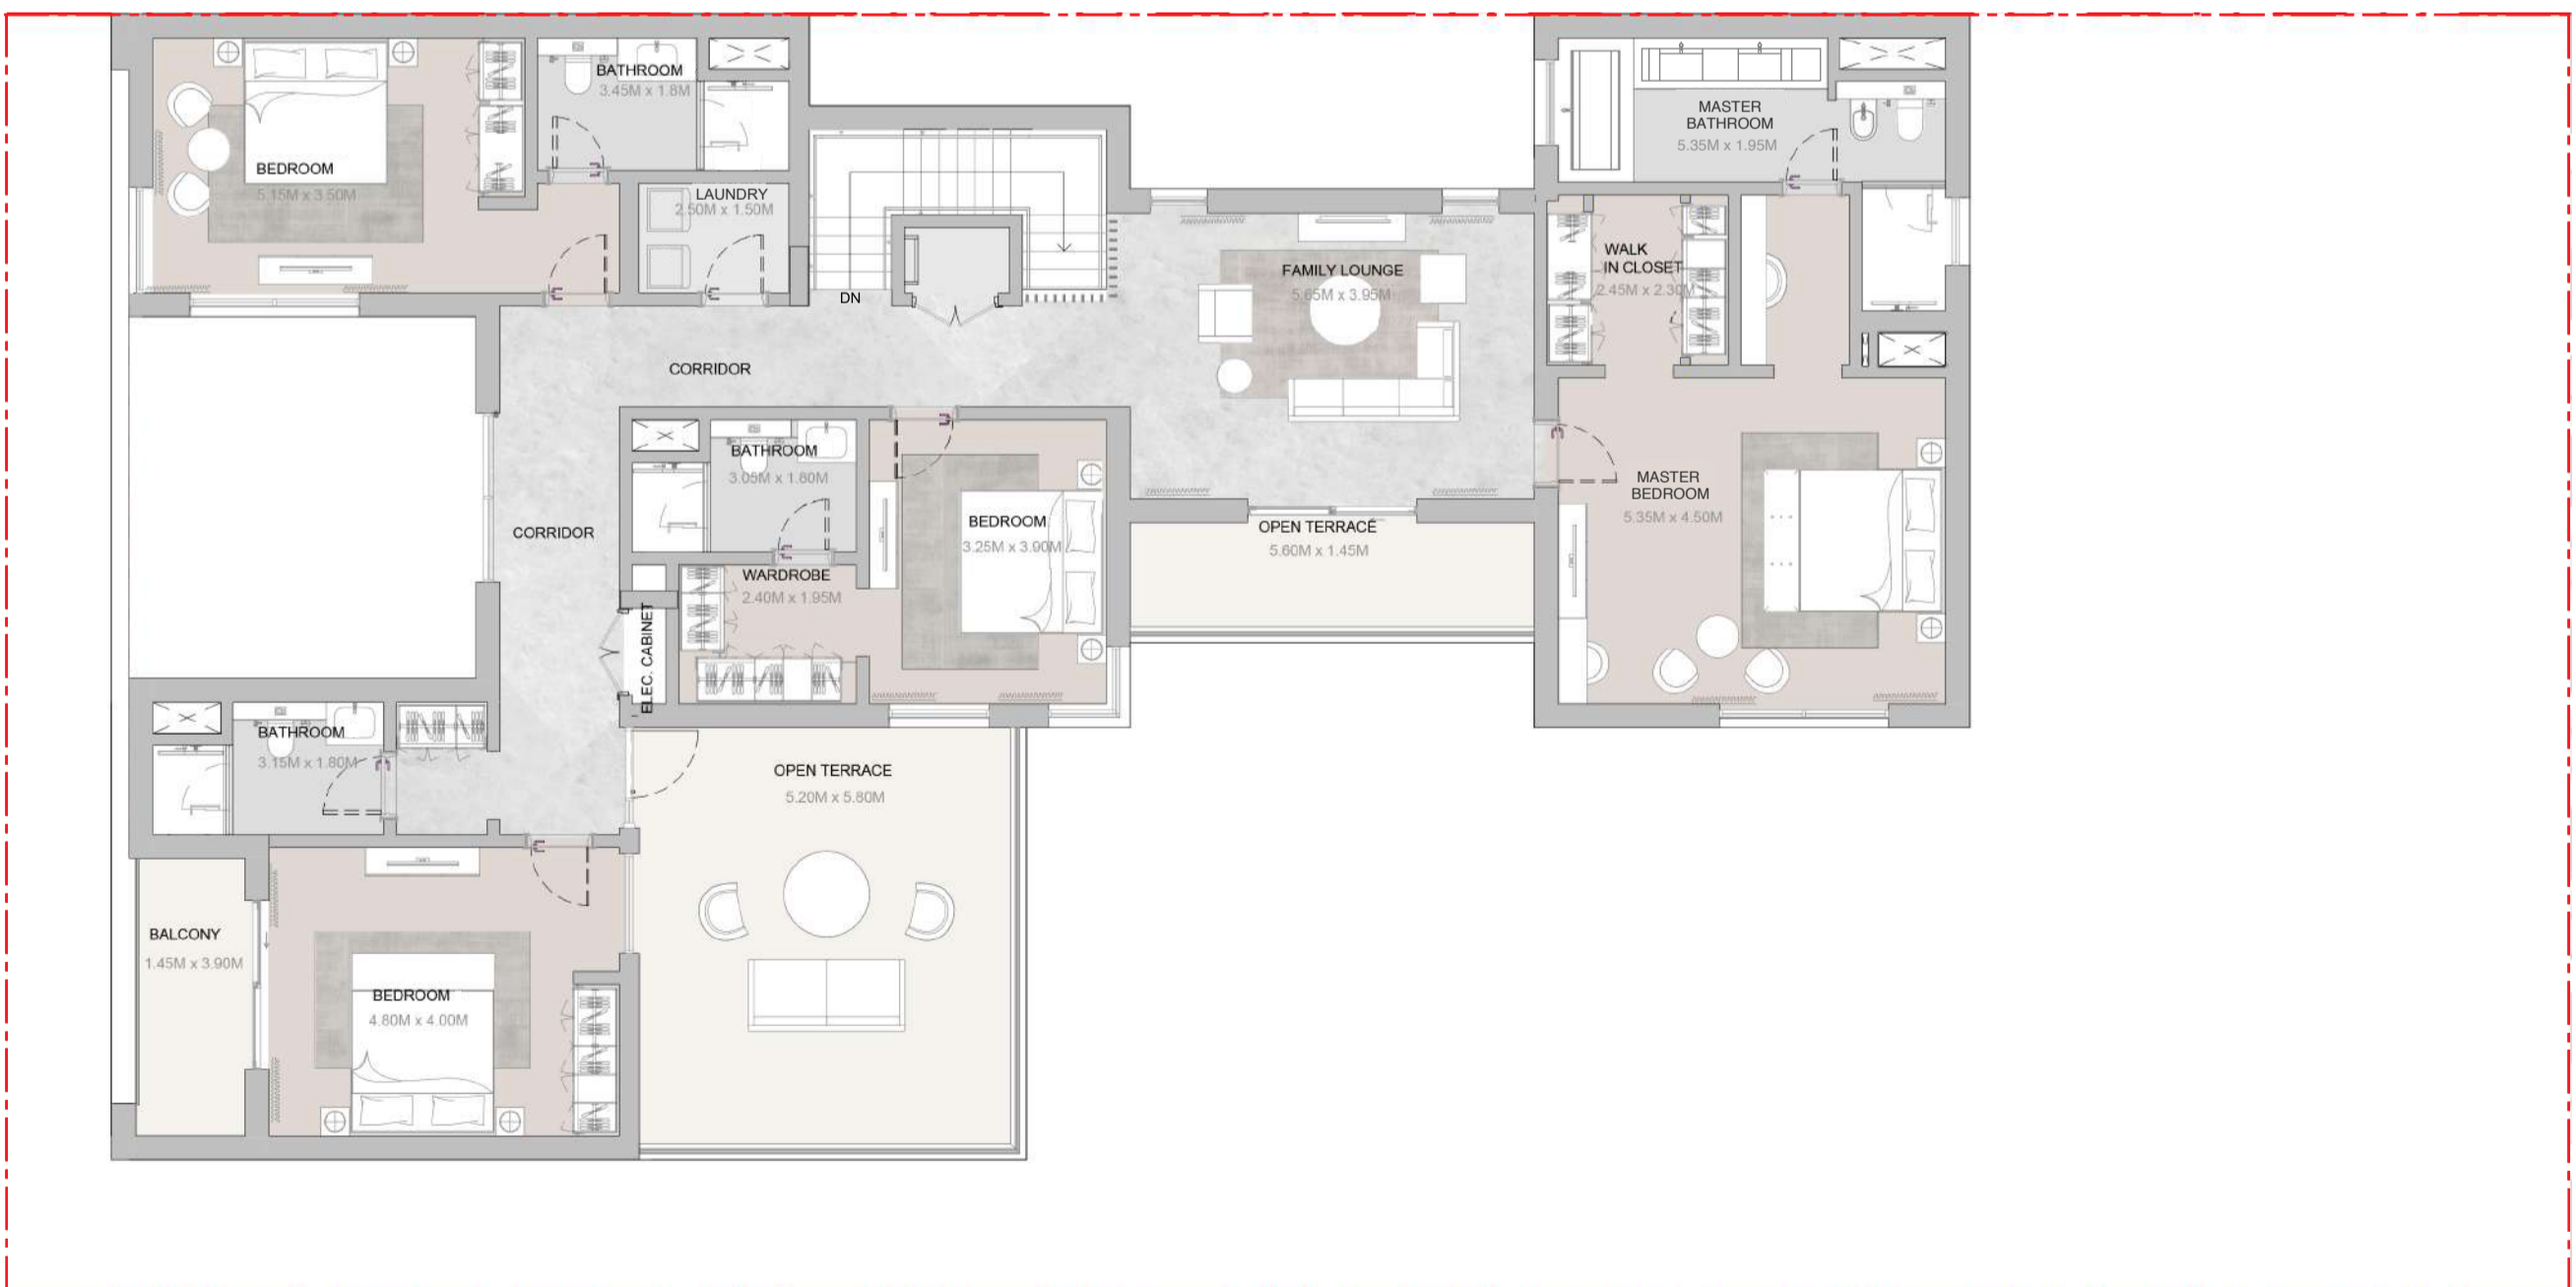 BATHROOM
3.45M x 1.8M
BEDROOM
5.15M x 3.50M
LAUNDRY
2.50M x 1.50M
MASTER
BATHROOM
5.35M x 1.95M
WALK
IN CLOSET
2.45M x 2.30M
FAMILY LOUNGE
5.65M x 3.95M
DN
CORRIDOR
BATHROOM
3.05M x 1.80M
BEDROOM
3.25M x 3.90M
OPEN TERRACE
5.60M x 1.45M
MASTER
BEDROOM
5.35M x 4.50M
CORRIDOR
WARDROBE
2.40M x 1.95M
ELEC. CABINET
BATHROOM
3.15M x 1.80M
OPEN TERRACE
5.20M x 5.80M
BALCONY
1.45M x 3.90M
BEDROOM
4.80M x 4.00M